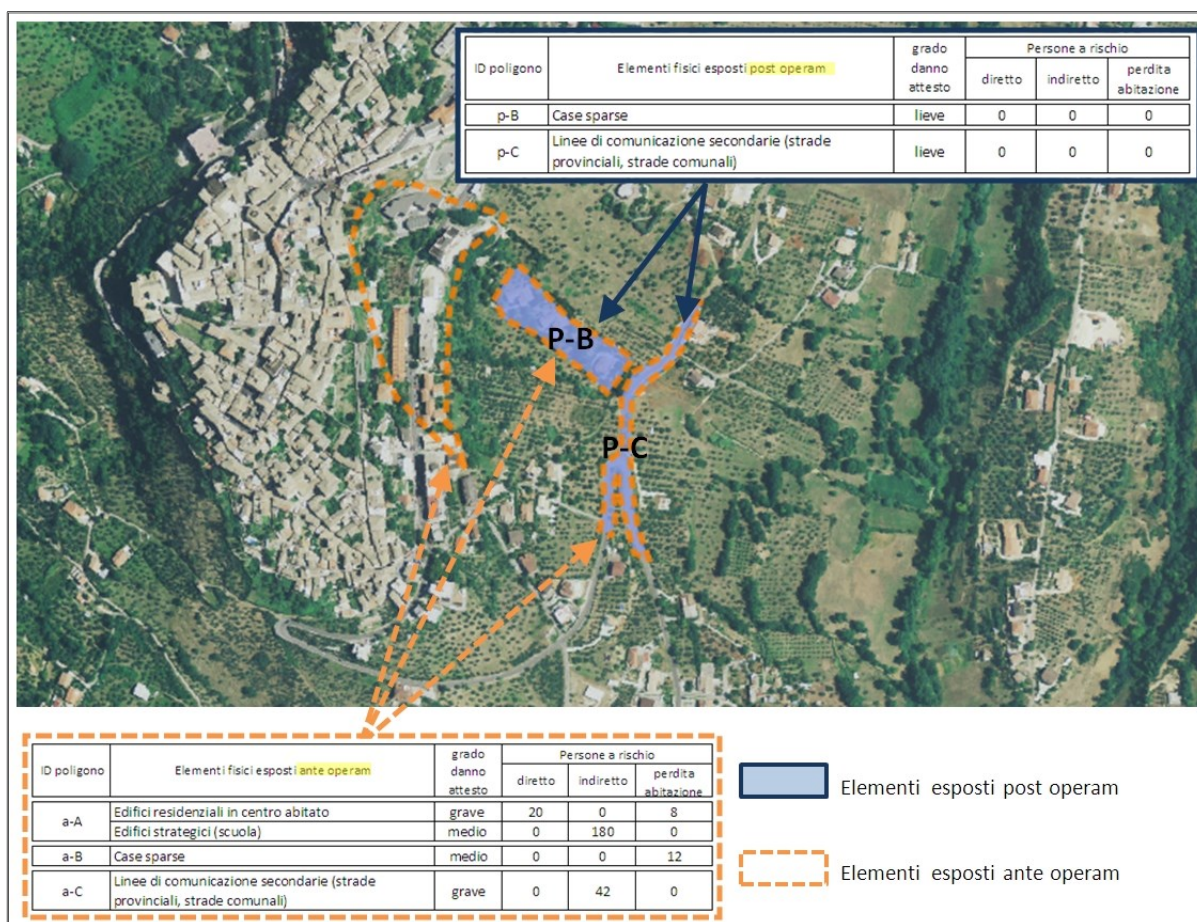 ID poligono Elementi fisici esposti post operam grado danno attesto Persone a rischio
diretto indiretto perdita abitazione
p-B Case sparse lieve 0 0 0
p-C Linee di comunicazione secondarie (strade provinciali, strade comunali) lieve 0 0 0
P-B
P-C
ID poligono Elementi fisici esposti ante operam grado danno attesto Persone a rischio
diretto indiretto perdita abitazione
a-A Edifici residenziali in centro abitato grave 20 0 8
Edifici strategici (scuola) medio 0 180 0
a-B Case sparse medio 0 0 12
a-C Linee di comunicazione secondarie (strade provinciali, strade comunali) grave 0 42 0
Elementi esposti post operam
Elementi esposti ante operam